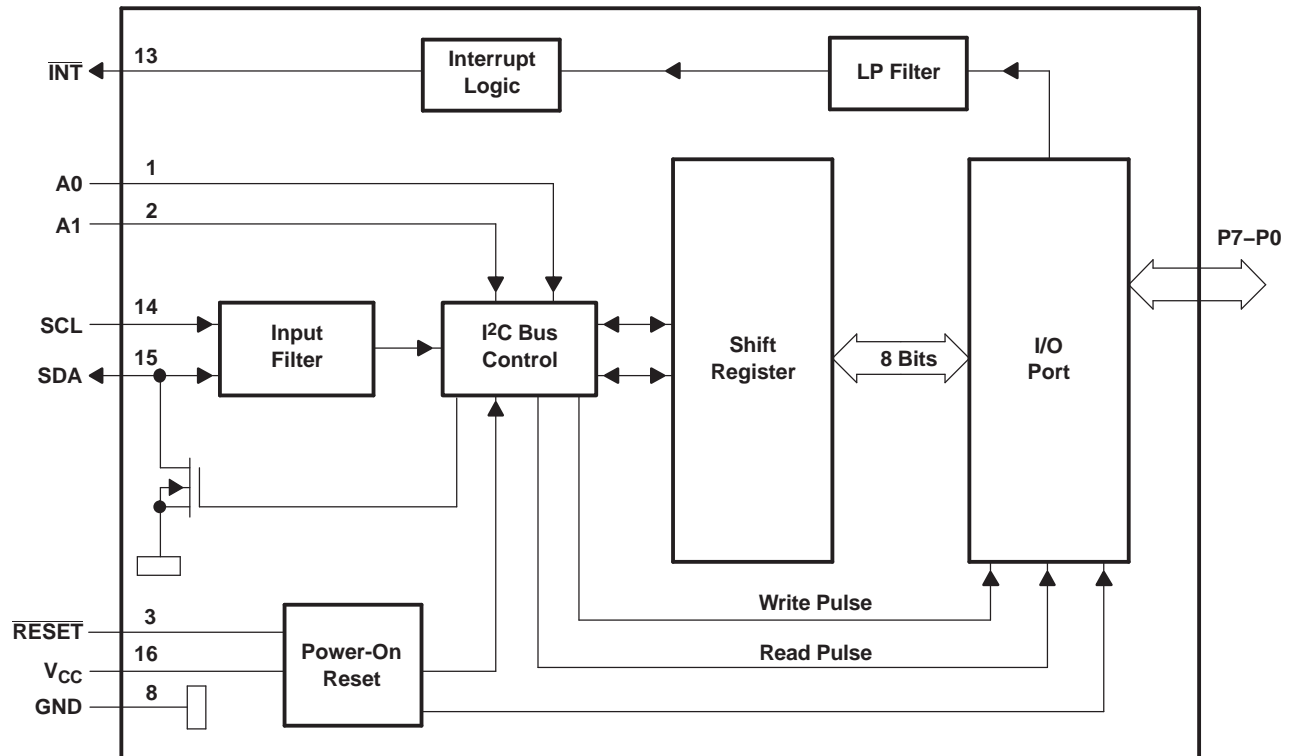 INT
13
Interrupt
Logic
LP Filter
A0
1
A1
2
P7–P0
SCL
14
SDA
15
Input
Filter
I²C Bus
Control
Shift
Register
8 Bits
I/O
Port
Write Pulse
Read Pulse
RESET
3
VCC
16
GND
8
Power-On
Reset